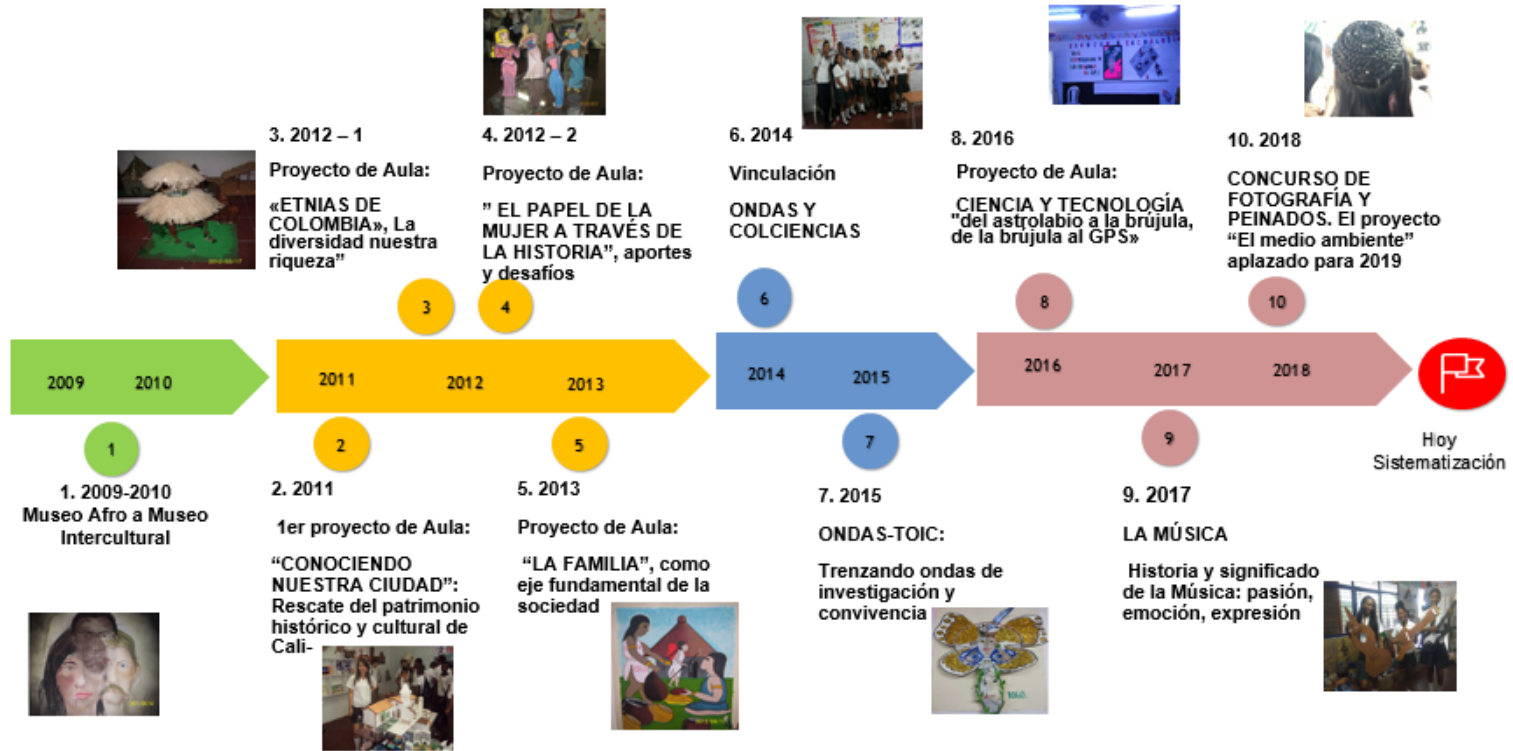 3. 2012 – 1
Proyecto de Aula:
«ETNIAS DE
COLOMBIA», La
diversidad nuestra
riqueza”
4. 2012 – 2
Proyecto de Aula:
” EL PAPEL DE LA
MUJER A TRAVÉS DE
LA HISTORIA”, aportes
y desafíos
6. 2014
Vinculación
ONDAS Y
COLCIENCIAS
8. 2016
Proyecto de Aula:
CIENCIA Y TECNOLOGÍA
"del astrolabio a la brújula,
de la brújula al GPS»
10. 2018
CONCURSO DE
FOTOGRAFÍA Y
PEINADOS. El proyecto
“El medio ambiente”
aplazado para 2019
3
4
6
8
10
2009
2010
2011
2012
2013
2014
2015
2016
2017
2018
1
2
5
7
9
Hoy
Sistematización
1. 2009-2010
Museo Afro a Museo
Intercultural
2. 2011
1er proyecto de Aula:
“CONOCIENDO
NUESTRA CIUDAD”:
Rescate del patrimonio
histórico y cultural de
Cali-
5. 2013
Proyecto de Aula:
“LA FAMILIA”, como
eje fundamental de la
sociedad
7. 2015
ONDAS-TOIC:
Trenzando ondas de
investigación y
convivencia
9. 2017
LA MÚSICA
Historia y significado
de la Música: pasión,
emoción, expresión